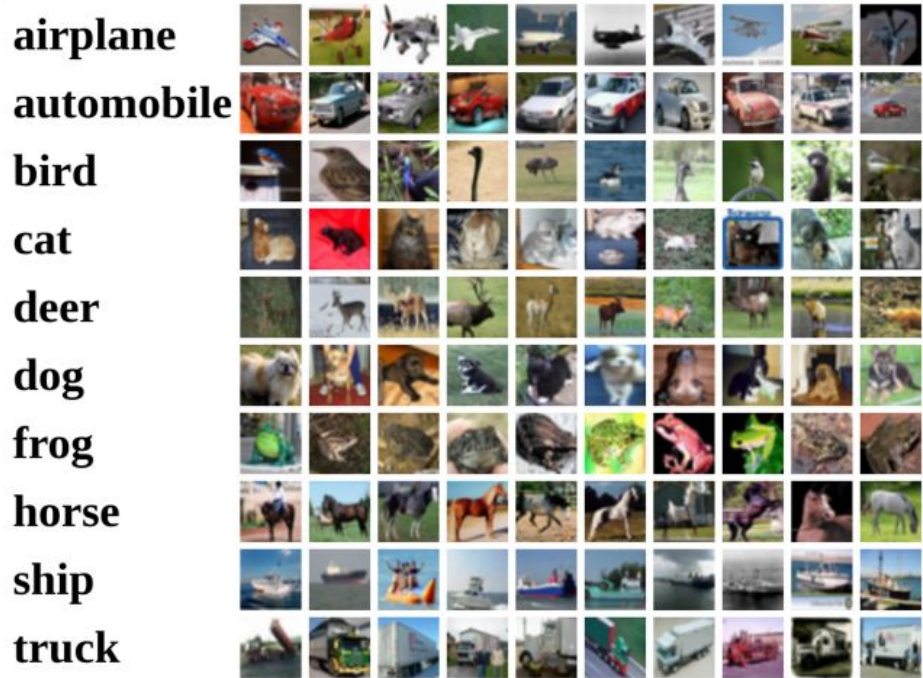 airplane
automobile
bird
cat
deer
dog
frog
horse
ship
truck